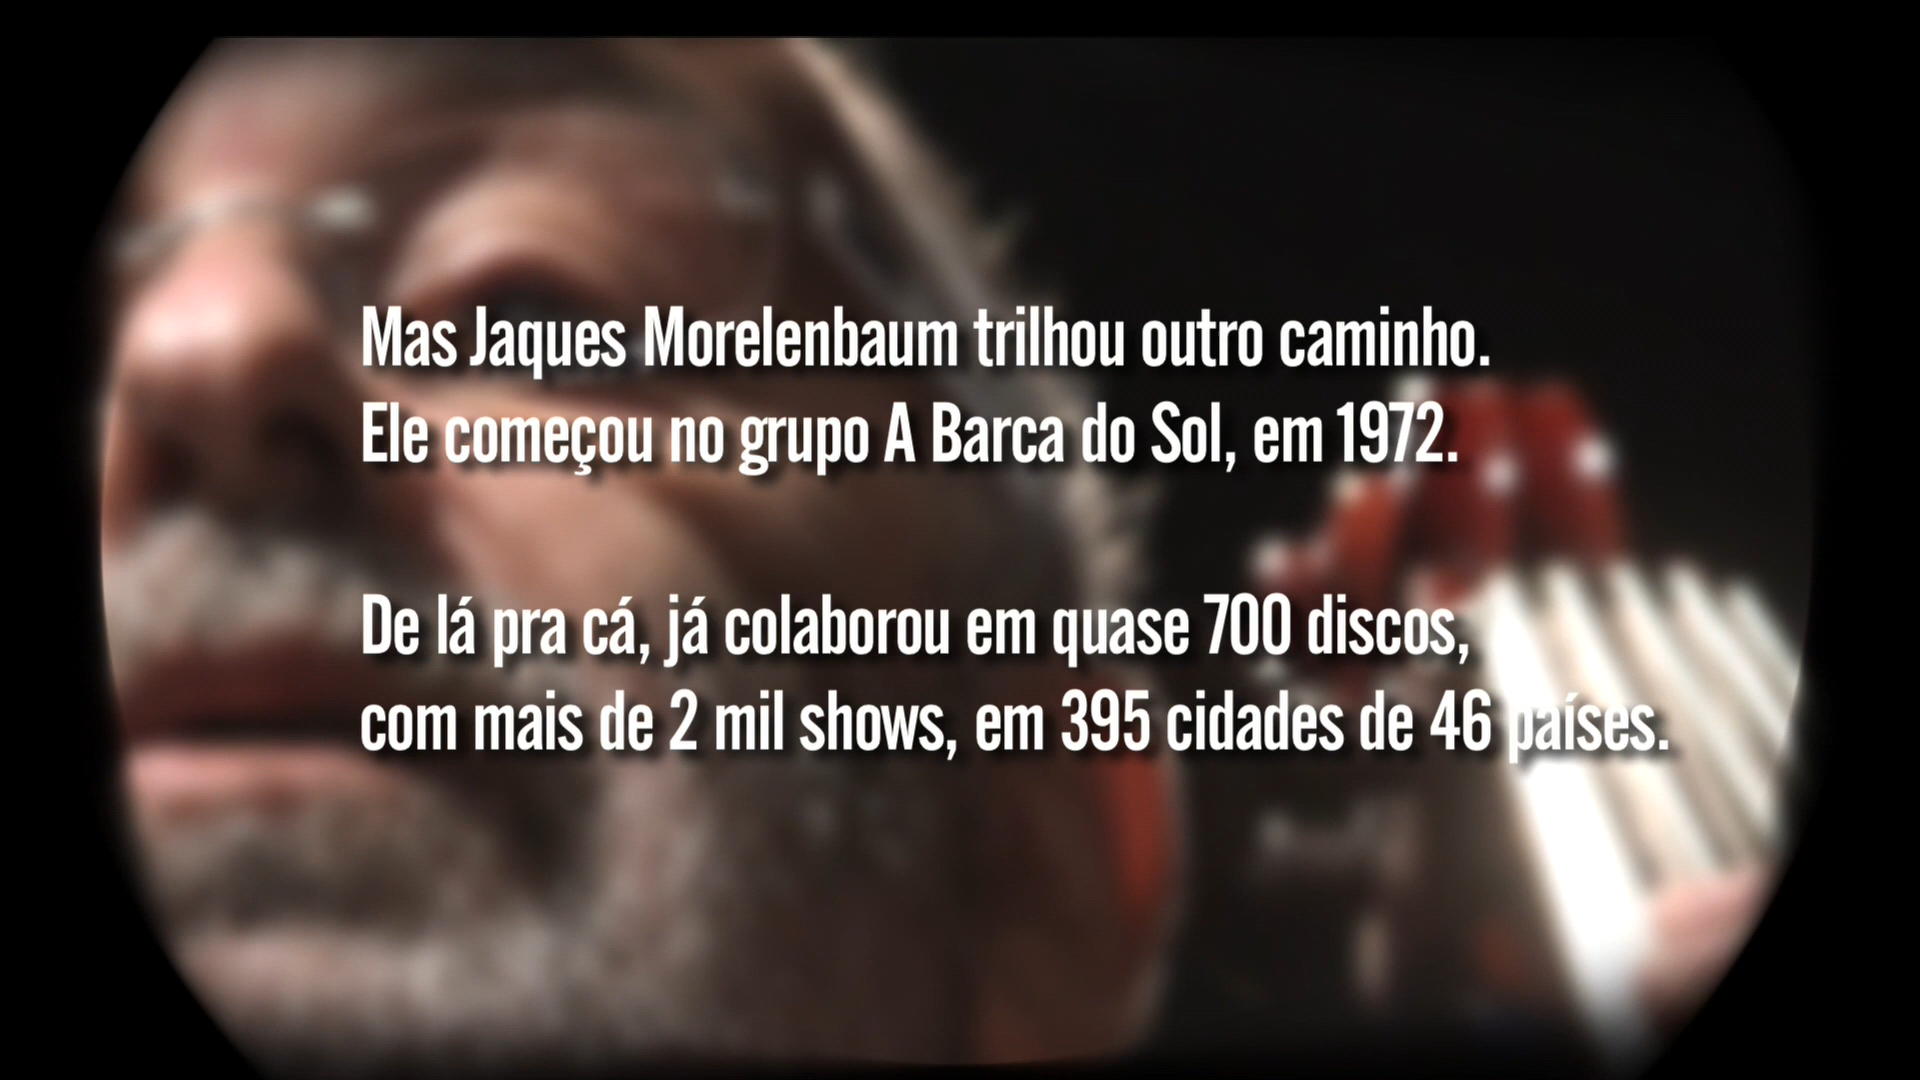 Mas Jaques Morelenbaum trilhou outro caminho.
Ele começou no grupo A Barca do Sol, em 1972.
De lá pra cá, já colaborou em quase 700 discos,
com mais de 2 mil shows, em 395 cidades de 46 países.